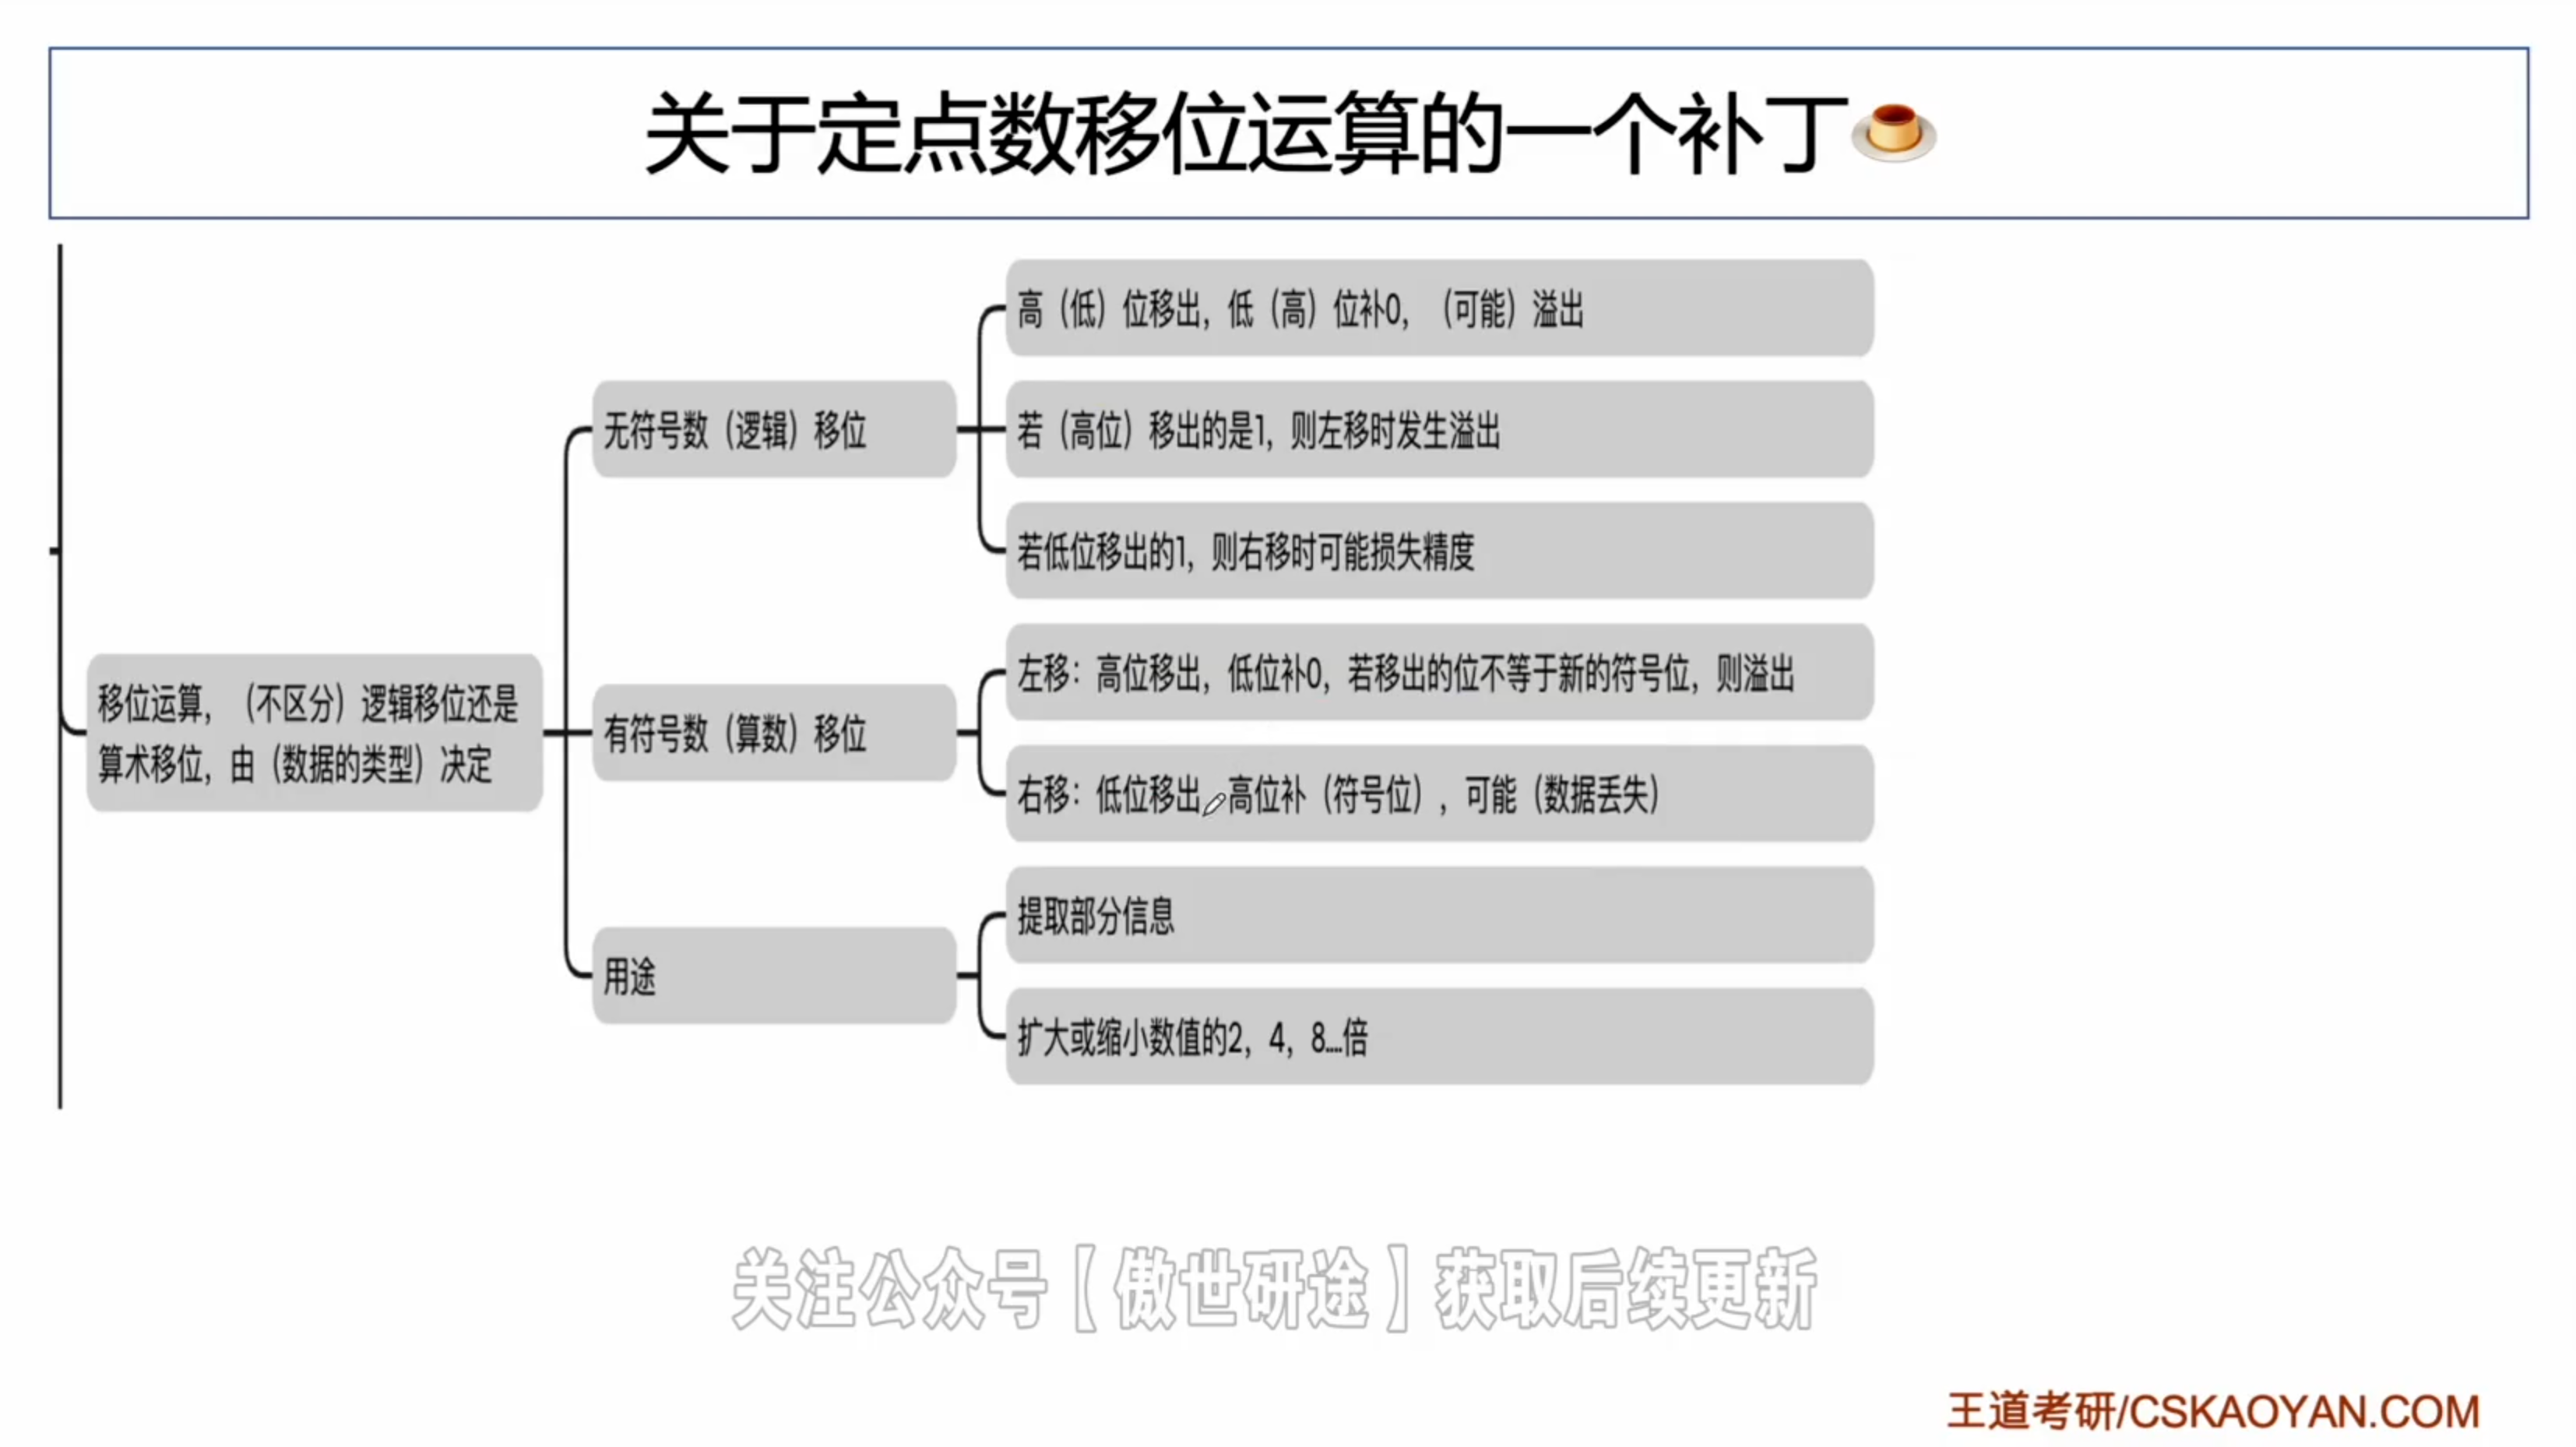 关于定点数移位运算的一个补丁
高（低）位移出，低（高）位补0，（可能）溢出
无符号数（逻辑）移位
若（高位）移出的是1，则左移时发生溢出
若低位移出的1，则右移时可能损失精度
移位运算，（不区分）逻辑移位还是
算术移位，由（数据的类型）决定
左移：高位移出，低位补0，若移出的位不等于新的符号位，则溢出
有符号数（算数）移位
右移：低位移出，高位补（符号位），可能（数据丢失）
提取部分信息
用途
扩大或缩小数值的2，4，8...倍
关注公众号【傲世研途】获取后续更新
王道考研/CSKAOYAN.COM